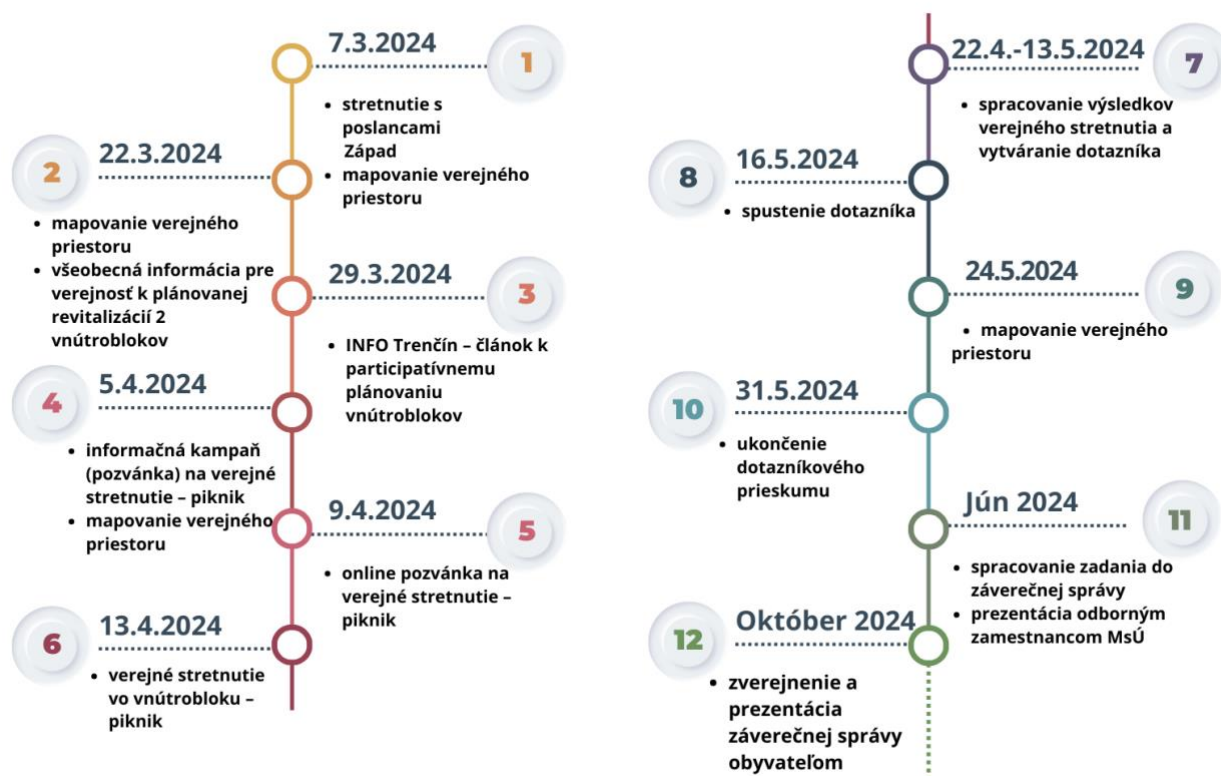 7.3.2024
1
• stretnutie s
poslancami
Západ
• mapovanie verejného
priestoru
22.3.2024
2
• mapovanie verejného
priestoru
• všeobecná informácia pre
verejnosť k plánovanej
revitalizácií 2
vnútroblokov
29.3.2024
3
• INFO Trenčín – článok k
participatívnemu
plánovaniu
vnútroblokov
5.4.2024
4
• informačná kampaň
(pozvánka) na verejné
stretnutie – piknik
• mapovanie verejného
priestoru
9.4.2024
5
• online pozvánka na
verejné stretnutie –
piknik
13.4.2024
6
• verejné stretnutie
vo vnútrobloku –
piknik
22.4.-13.5.2024
7
• spracovanie výsledkov
verejného stretnutia a
vytváranie dotazníka
16.5.2024
8
• spustenie dotazníka
24.5.2024
9
• mapovanie verejného
priestoru
31.5.2024
10
• ukončenie
dotazníkového
prieskumu
Jún 2024
11
• spracovanie zadania do
záverečnej správy
• prezentácia odborným
zamestnancom MsÚ
Október 2024
12
• zverejnenie a
prezentácia
záverečnej správy
obyvateľom